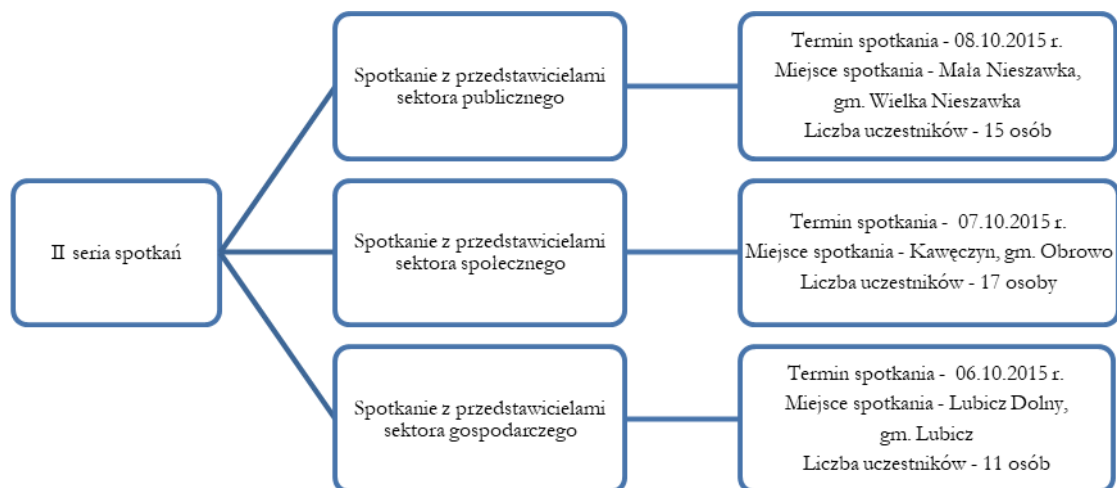 II seria spotkań
Spotkanie z przedstawicielami
sektora publicznego
Termin spotkania - 08.10.2015 r.
Miejsce spotkania - Mała Nieszawka,
gm. Wielka Nieszawka
Liczba uczestników - 15 osób
Spotkanie z przedstawicielami
sektora społecznego
Termin spotkania - 07.10.2015 r.
Miejsce spotkania - Kawęczyn, gm. Obrowo
Liczba uczestników - 17 osoby
Spotkanie z przedstawicielami
sektora gospodarczego
Termin spotkania - 06.10.2015 r.
Miejsce spotkania - Lubicz Dolny,
gm. Lubicz
Liczba uczestników - 11 osób